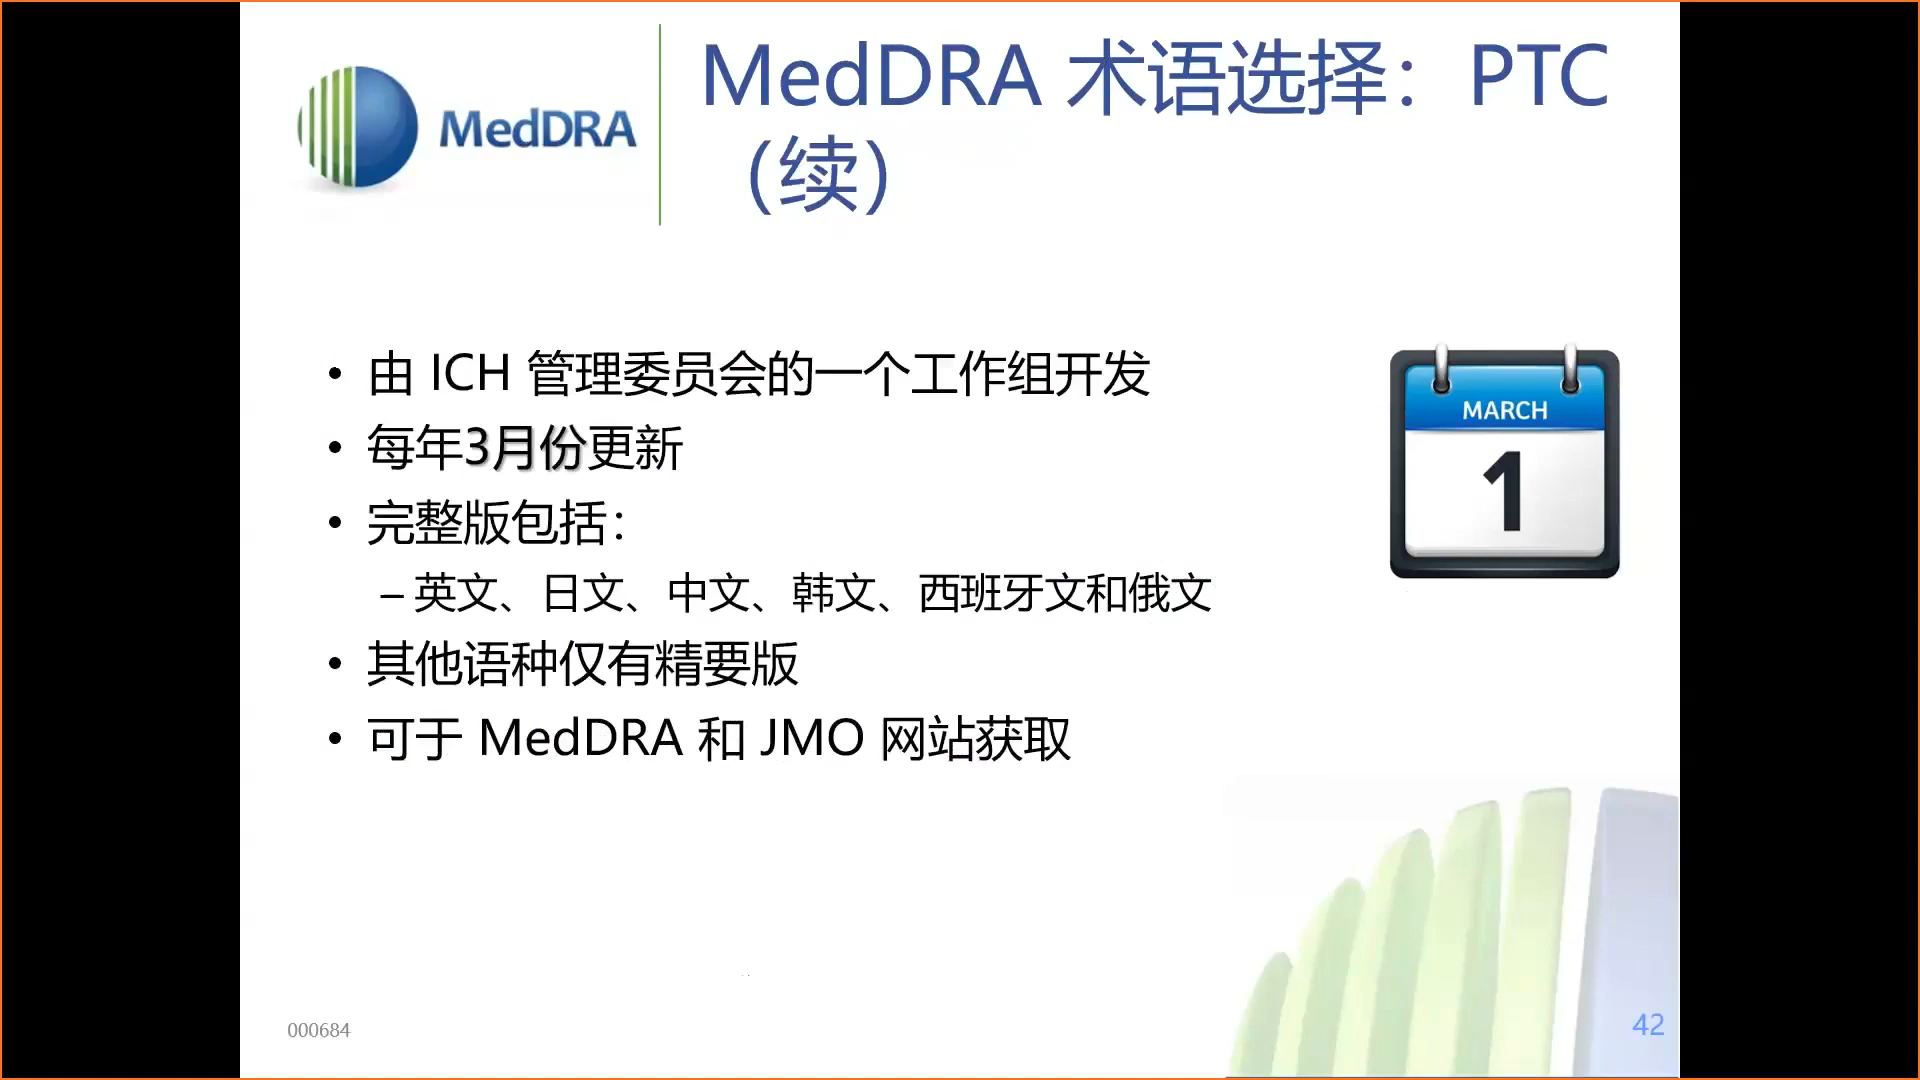 MedDRA
MedDRA 术语选择：PTC
（续）
• 由 ICH 管理委员会的一个工作组开发
• 每年3月份更新
• 完整版包括：
– 英文、日文、中文、韩文、西班牙文和俄文
• 其他语种仅有精要版
• 可于 MedDRA 和 JMO 网站获取
MARCH
1
000684
42